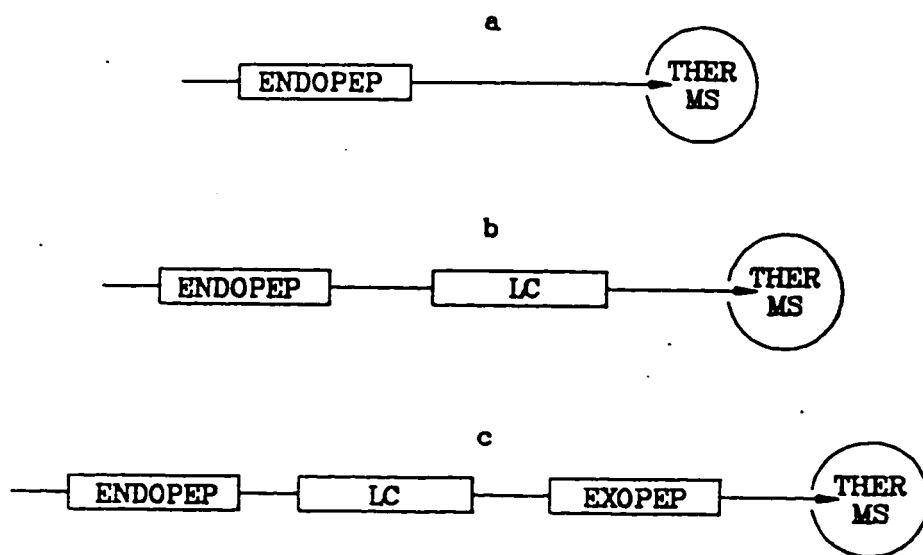 a
ENDOPEP
THER
MS
b
ENDOPEP
LC
THER
MS
c
ENDOPEP
LC
EXOPEP
THER
MS